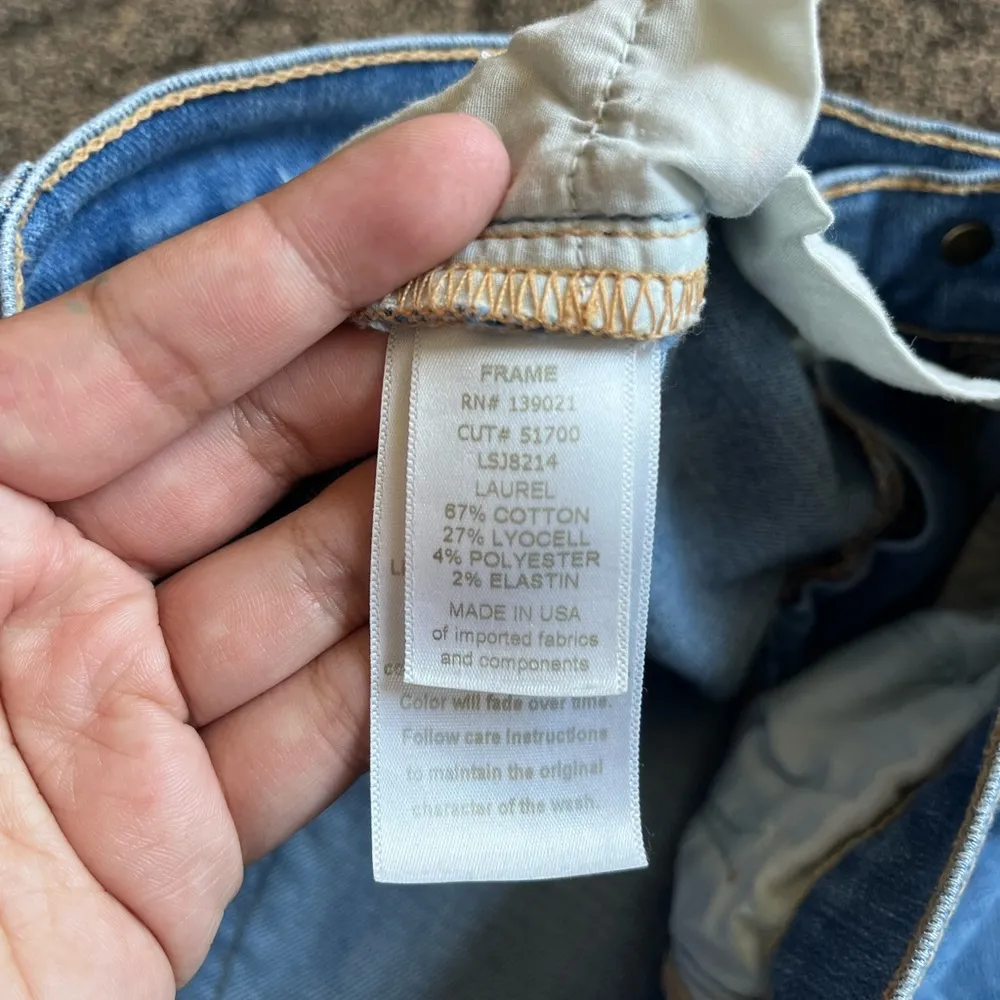 FRAME
RN# 139021
CUT# 51700
LSJ8214
LAUREL
67% COTTON
27% LYOCELL
4% POLYESTER
2% ELASTIN
MADE IN USA
of imported fabrics
and components
Color will fade over time.
Follow care instructions
to maintain the original
character of the wash.